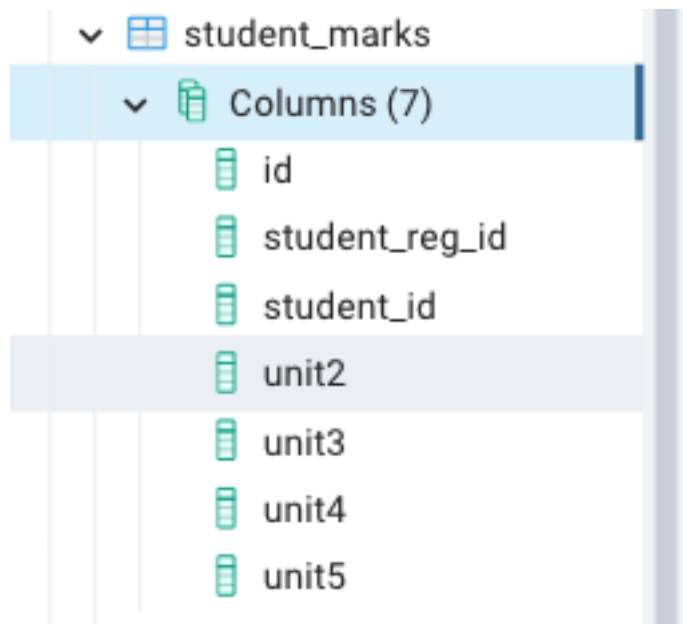 student_marks
Columns (7)
id
student_reg_id
student_id
unit2
unit3
unit4
unit5